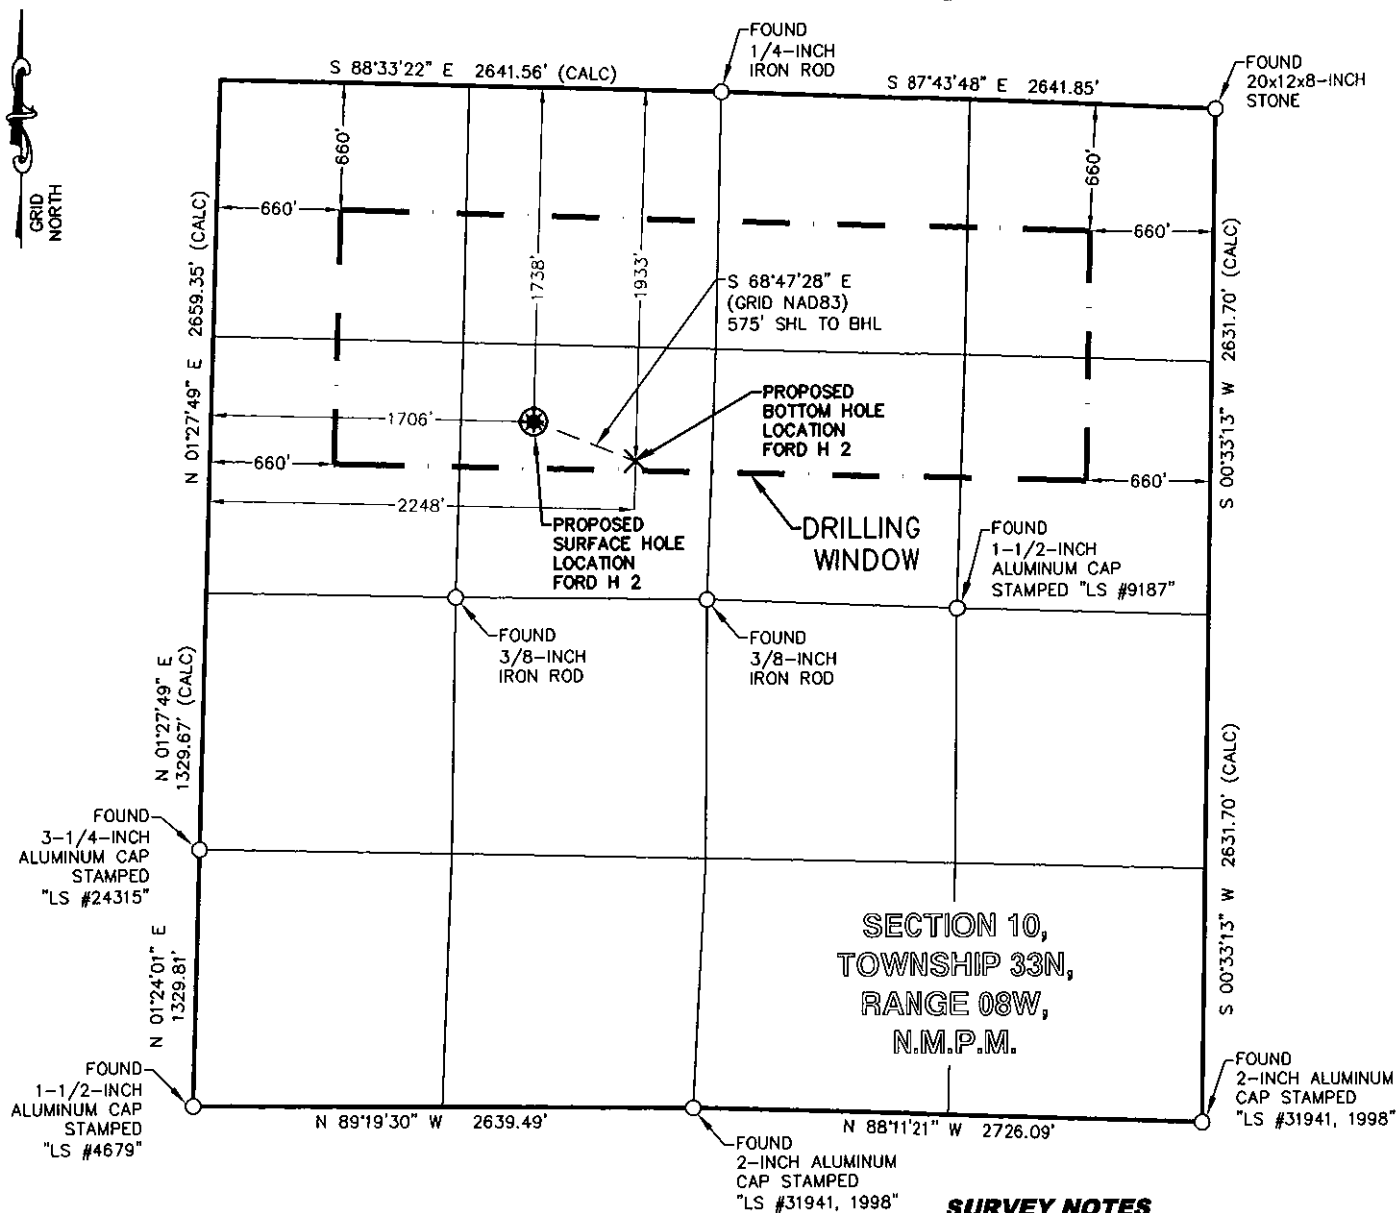 GRID
NORTH
S 88°33'22" E 2641.56' (CALC)
FOUND
1/4-INCH
IRON ROD
S 87°43'48" E 2641.85'
FOUND
20x12x8-INCH
STONE
660'
660'
660'
660'
N 01°27'49" E 2659.35' (CALC)
1738'
1933'
S 68°47'28" E
(GRID NAD83)
575' SHL TO BHL
S 00°33'13" W 2631.70' (CALC)
1706'
PROPOSED
BOTTOM HOLE
LOCATION
FORD H 2
660'
660'
2248'
PROPOSED
SURFACE HOLE
LOCATION
FORD H 2
DRILLING
WINDOW
FOUND
1-1/2-INCH
ALUMINUM CAP
STAMPED "LS #9187"
FOUND
3/8-INCH
IRON ROD
FOUND
3/8-INCH
IRON ROD
N 01°27'49" E
1329.67' (CALC)
FOUND
3-1/4-INCH
ALUMINUM CAP
STAMPED
"LS #24315"
S 00°33'13" W 2631.70' (CALC)
SECTION 10,
TOWNSHIP 33N,
RANGE 08W,
N.M.P.M.
N 01°24'01" E
1329.81'
FOUND
1-1/2-INCH
ALUMINUM CAP
STAMPED
"LS #4679"
N 89°19'30" W 2639.49'
FOUND
2-INCH ALUMINUM
CAP STAMPED
"LS #31941, 1998"
N 88°11'21" W 2726.09'
FOUND
2-INCH ALUMINUM
CAP STAMPED
"LS #31941, 1998"
SURVEY NOTES